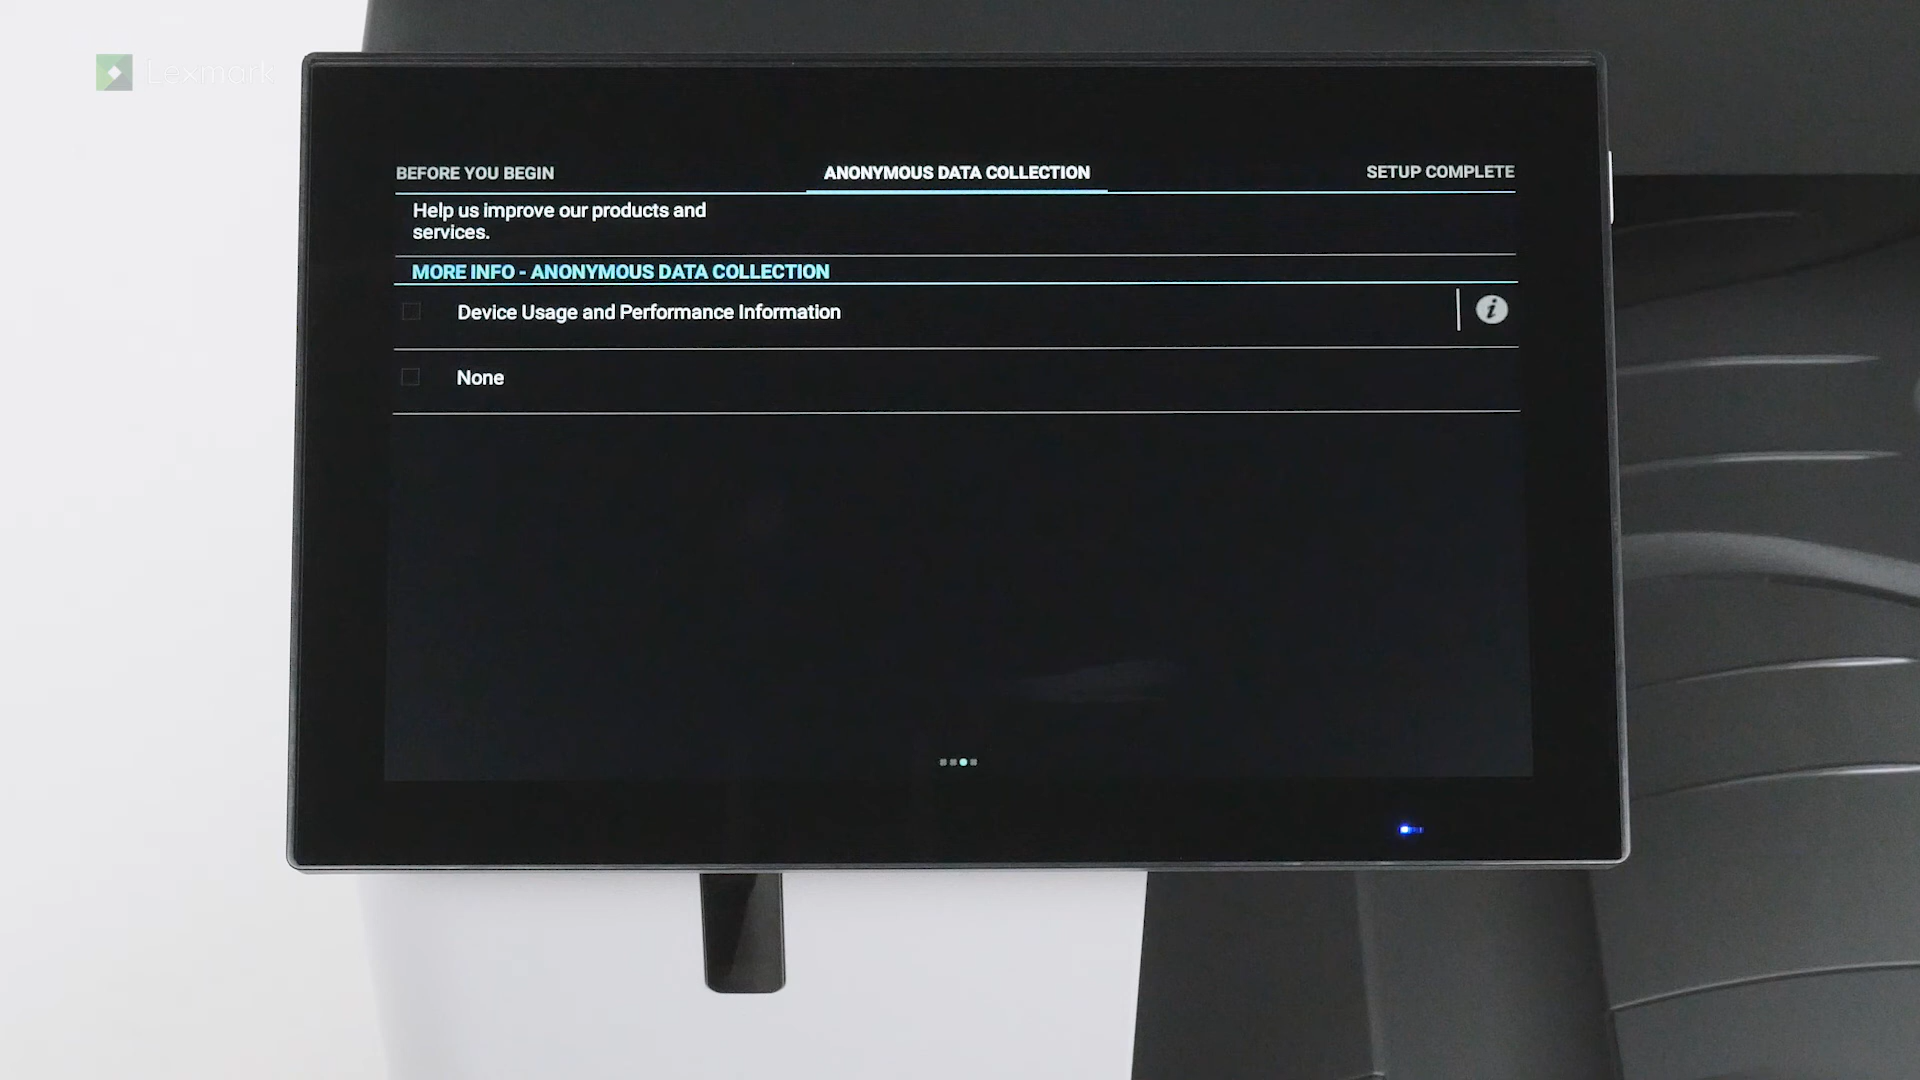 Lexmark
BEFORE YOU BEGIN
ANONYMOUS DATA COLLECTION
SETUP COMPLETE
Help us improve our products and
services.
MORE INFO - ANONYMOUS DATA COLLECTION
Device Usage and Performance Information
None